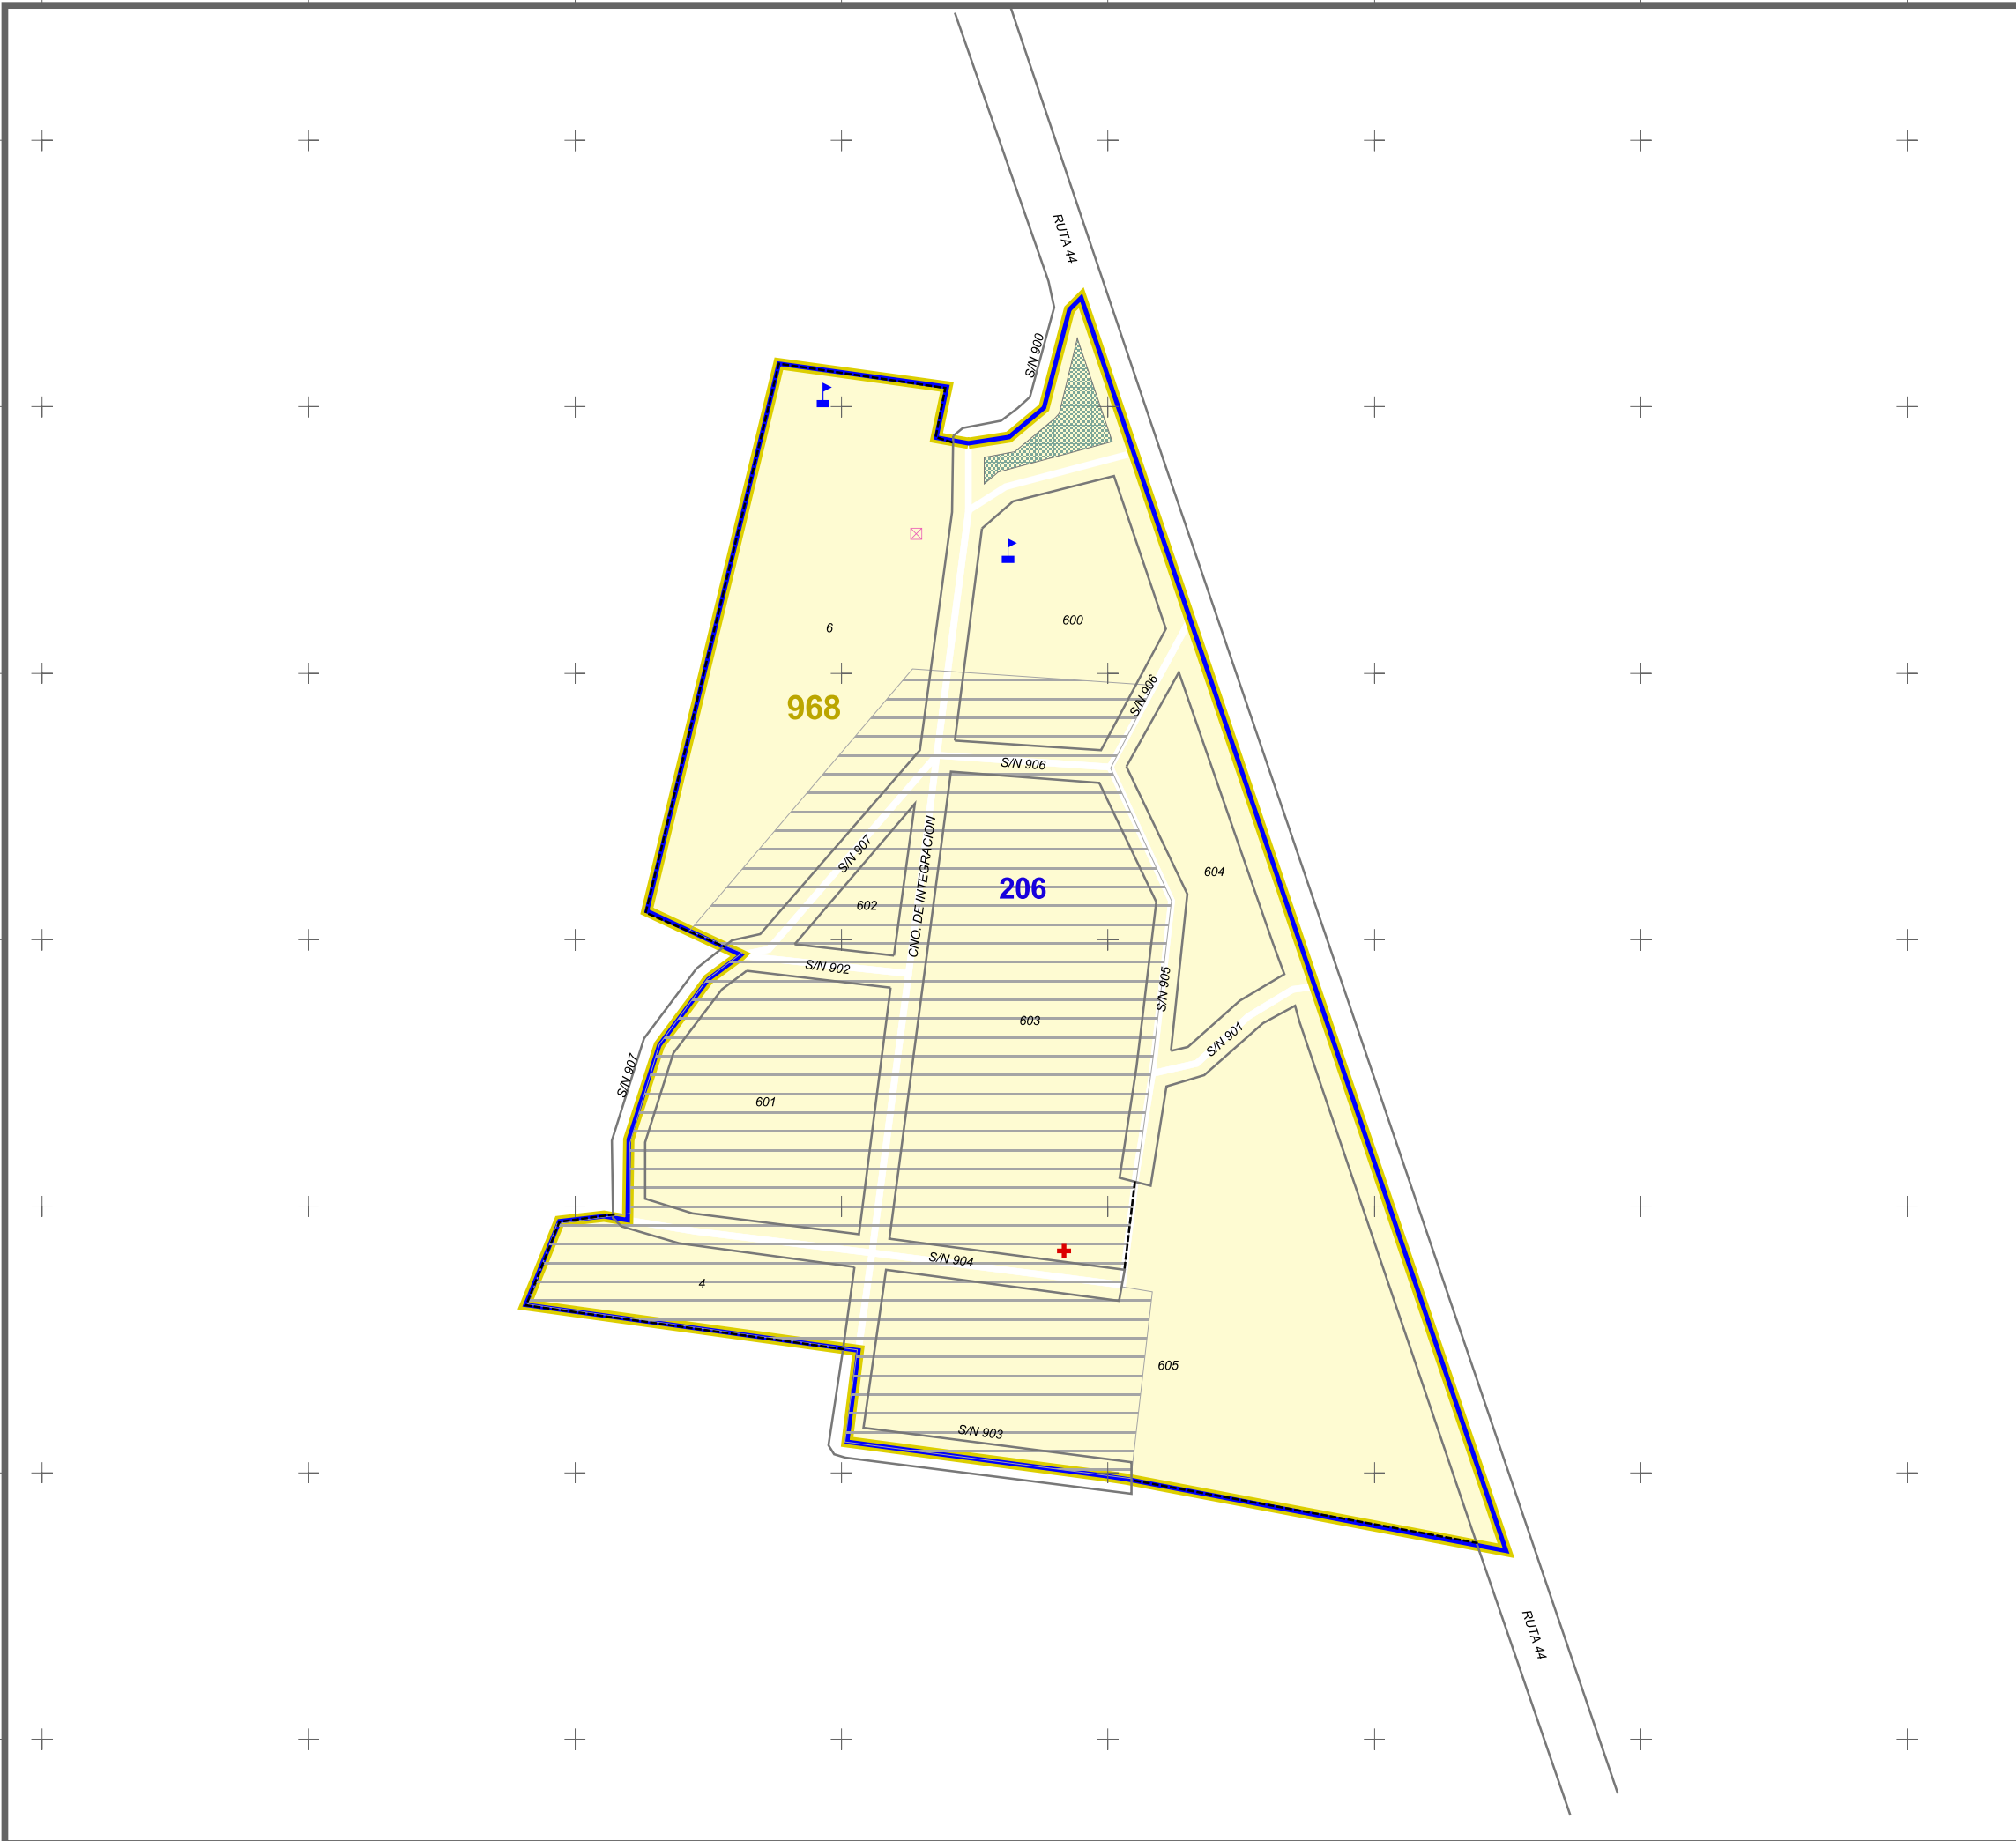 RUTA 44
S/N 900
600
6
S/N 906
968
S/N 906
S/N 907
CNO. DE INTEGRACION
604
206
602
S/N 902
S/N 905
603
S/N 901
S/N 907
601
S/N 904
4
605
S/N 903
RUTA 44